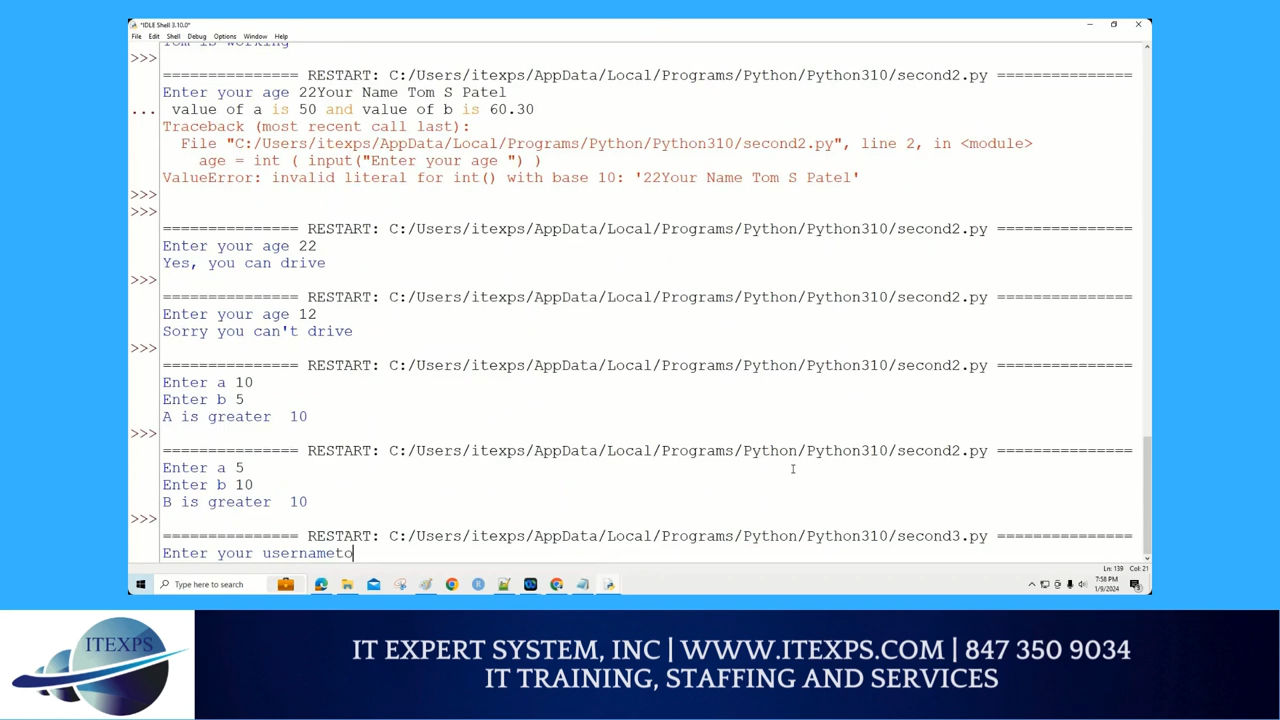 *IDLE Shell 3.10.0*
File Edit Shell Debug Options Window Help
Tom is working
>>>
=============== RESTART: C:/Users/itexps/AppData/Local/Programs/Python/Python310/second2.py ===============
Enter your age 22Your Name Tom S Patel
... value of a is 50 and value of b is 60.30
Traceback (most recent call last):
File "C:/Users/itexps/AppData/Local/Programs/Python/Python310/second2.py", line 2, in <module>
age = int ( input("Enter your age ") )
ValueError: invalid literal for int() with base 10: '22Your Name Tom S Patel'
>>>
>>>
=============== RESTART: C:/Users/itexps/AppData/Local/Programs/Python/Python310/second2.py ===============
Enter your age 22
Yes, you can drive
>>>
=============== RESTART: C:/Users/itexps/AppData/Local/Programs/Python/Python310/second2.py ===============
Enter your age 12
Sorry you can't drive
>>>
=============== RESTART: C:/Users/itexps/AppData/Local/Programs/Python/Python310/second2.py ===============
Enter a 10
Enter b 5
A is greater  10
>>>
=============== RESTART: C:/Users/itexps/AppData/Local/Programs/Python/Python310/second2.py ===============
Enter a 5
Enter b 10
B is greater  10
>>>
=============== RESTART: C:/Users/itexps/AppData/Local/Programs/Python/Python310/second3.py ===============
Enter your usernameto
Ln: 139 Col: 21
Type here to search
7:58 PM
1/9/2024
ITEXPS
IT EXPERT SYSTEM, INC | WWW.ITEXPS.COM | 847 350 9034
IT TRAINING, STAFFING AND SERVICES